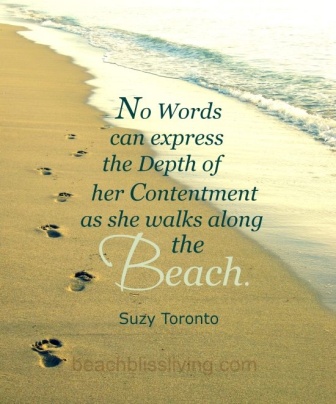 No Words
can express
the Depth of
her Contentment
as she walks along
the
Beach.
Suzy Toronto
beachblissliving.com